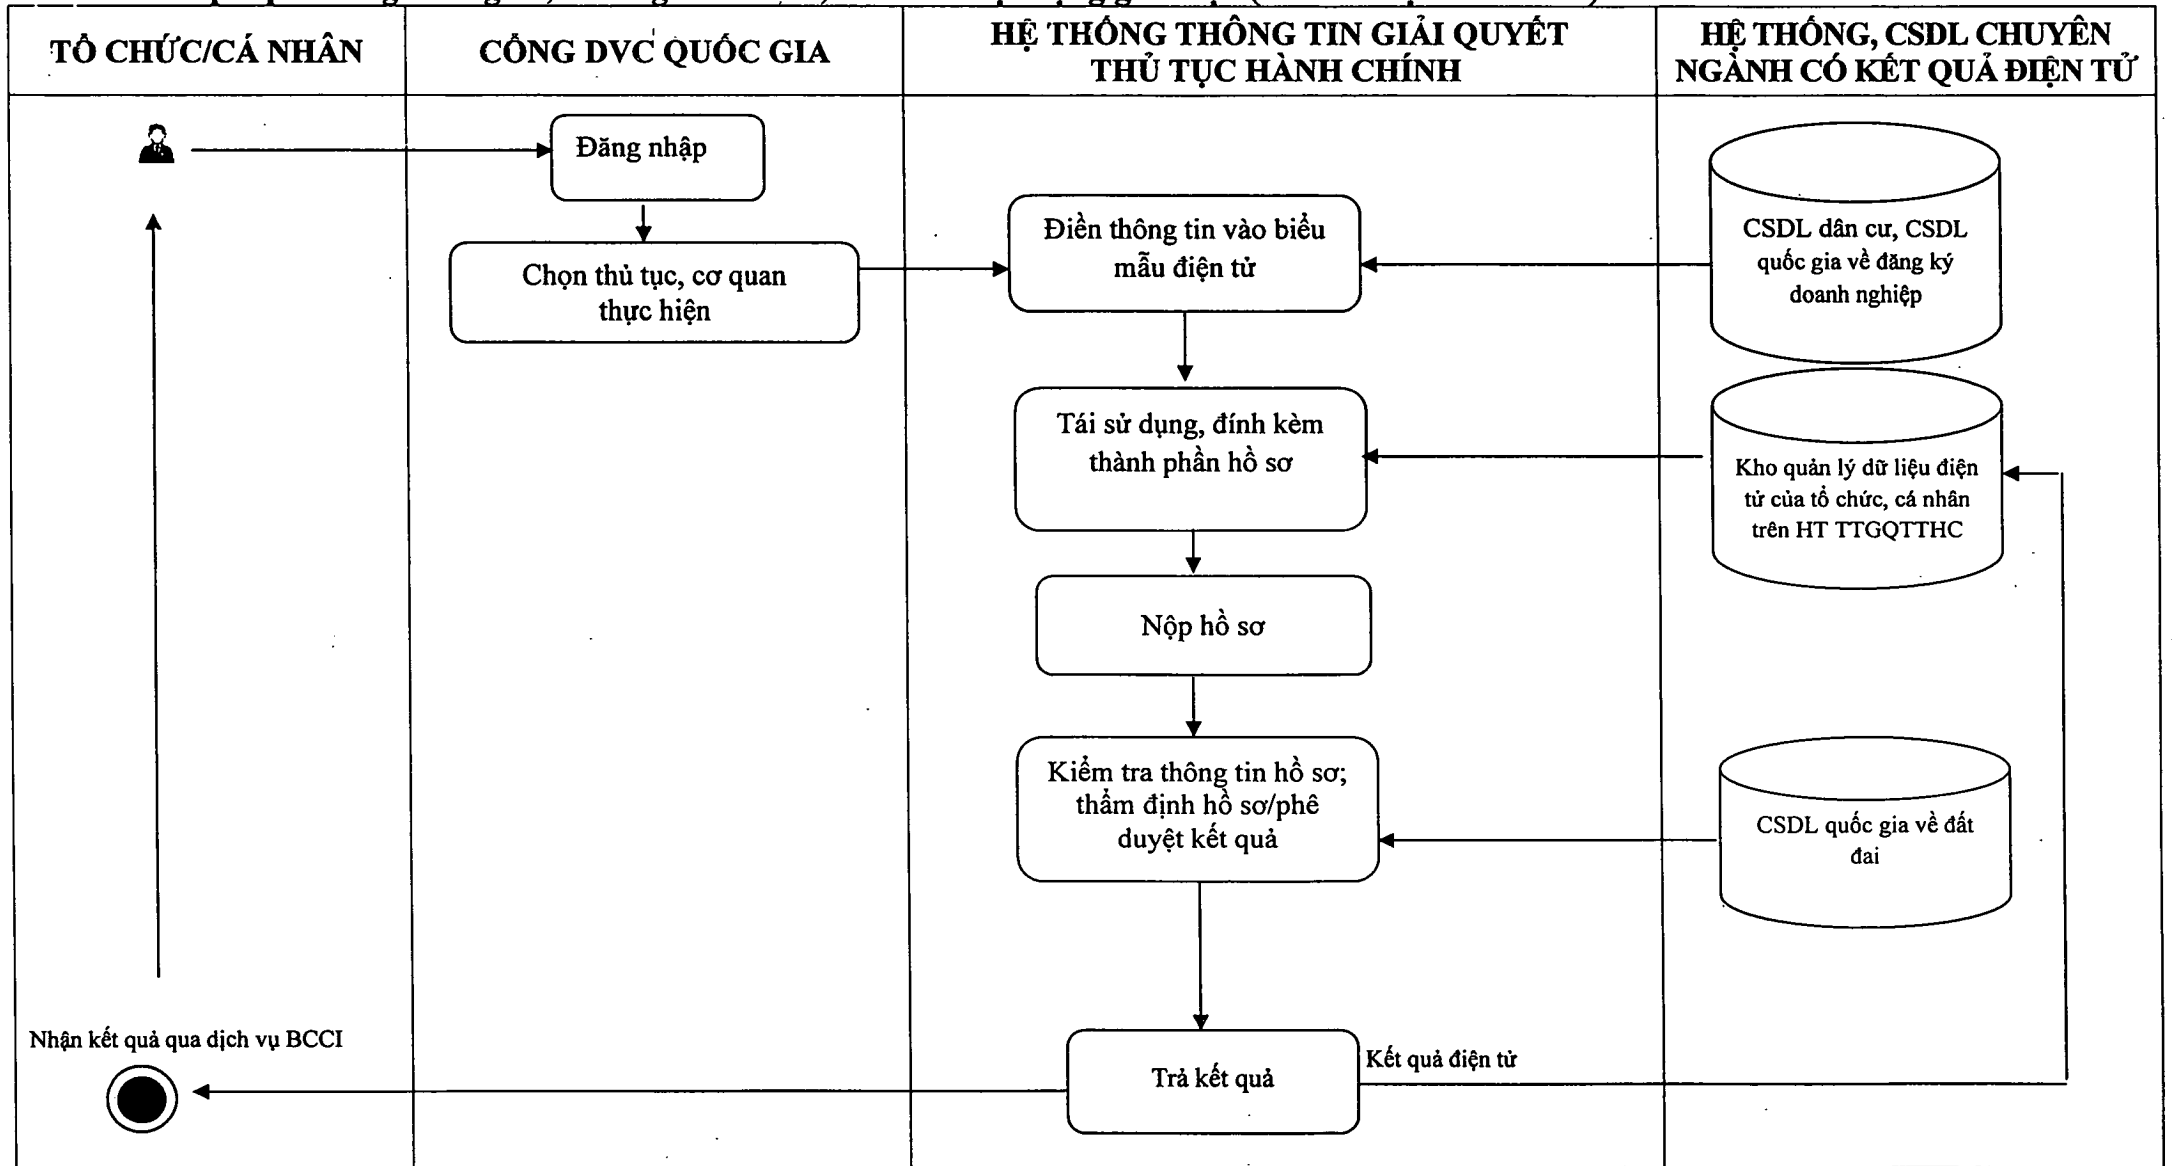 TỔ CHỨC/CÁ NHÂN
CỔNG DVC QUỐC GIA
HỆ THỐNG THÔNG TIN GIẢI QUYẾT
THỦ TỤC HÀNH CHÍNH
HỆ THỐNG, CSDL CHUYÊN
NGÀNH CÓ KẾT QUẢ ĐIỆN TỬ
Đăng nhập
Chọn thủ tục, cơ quan
thực hiện
Điền thông tin vào biểu
mẫu điện tử
CSDL dân cư, CSDL
quốc gia về đăng ký
doanh nghiệp
Tái sử dụng, đính kèm
thành phần hồ sơ
Kho quản lý dữ liệu điện
tử của tổ chức, cá nhân
trên HT TTGQTTHC
Nộp hồ sơ
Kiểm tra thông tin hồ sơ;
thẩm định hồ sơ/phê
duyệt kết quả
CSDL quốc gia về đất
đai
Nhận kết quả qua dịch vụ BCCI
Trả kết quả
Kết quả điện tử